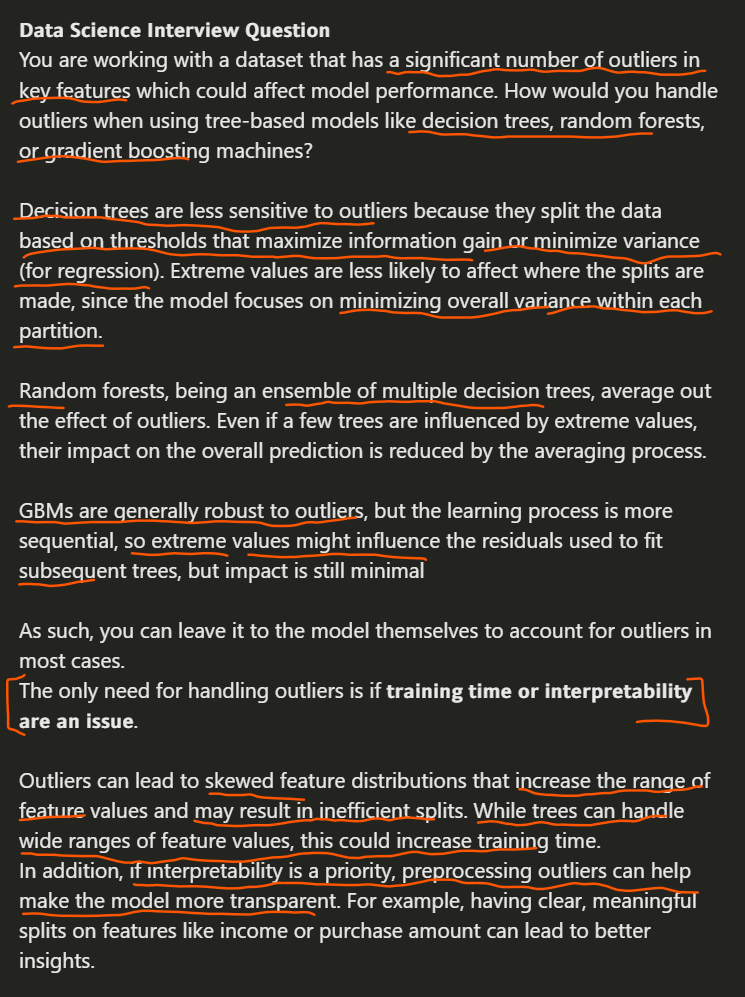 Data Science Interview Question
You are working with a dataset that has a significant number of outliers in
key features which could affect model performance. How would you handle
outliers when using tree-based models like decision trees, random forests,
or gradient boosting machines?
Decision trees are less sensitive to outliers because they split the data
based on thresholds that maximize information gain or minimize variance
(for regression). Extreme values are less likely to affect where the splits are
made, since the model focuses on minimizing overall variance within each
partition.
Random forests, being an ensemble of multiple decision trees, average out
the effect of outliers. Even if a few trees are influenced by extreme values,
their impact on the overall prediction is reduced by the averaging process.
GBMs are generally robust to outliers, but the learning process is more
sequential, so extreme values might influence the residuals used to fit
subsequent trees, but impact is still minimal
As such, you can leave it to the model themselves to account for outliers in
most cases.
The only need for handling outliers is if training time or interpretability
are an issue.
Outliers can lead to skewed feature distributions that increase the range of
feature values and may result in inefficient splits. While trees can handle
wide ranges of feature values, this could increase training time.
In addition, if interpretability is a priority, preprocessing outliers can help
make the model more transparent. For example, having clear, meaningful
splits on features like income or purchase amount can lead to better
insights.